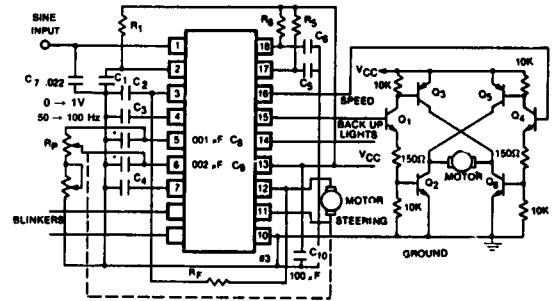 SINE
INPUT
R1
R6
R5
C6
C5
C7 .022
0 → 1V
50 → 100 Hz
C1
C2
C3
C4
RP
BLINKERS
1
2
3
4
5
6
7
18
17
16
15
14
13
12
11
10
001 µF C8
002 µF C9
SPEED
BACK UP
LIGHTS
VCC
MOTOR
STEERING
#3
C10
100 µF
RF
GROUND
VCC
10K
Q3
Q5
10K
Q1
Q4
150Ω
150Ω
MOTOR
Q2
Q6
10K
10K